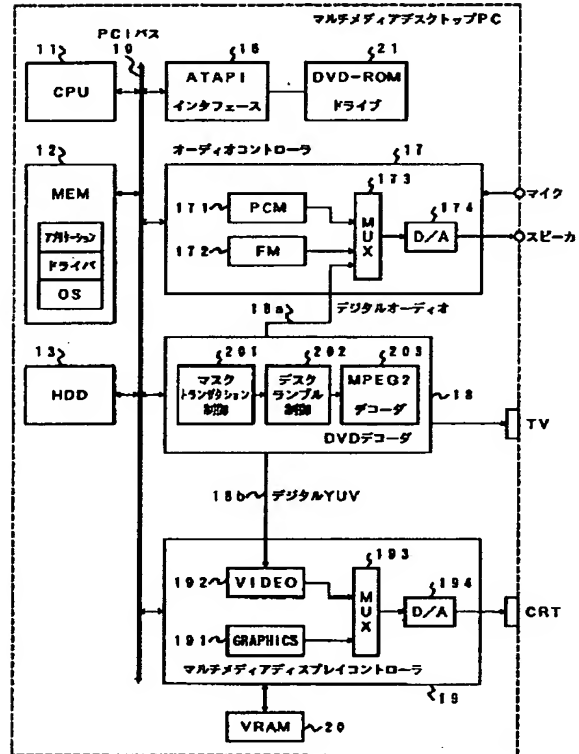 マルチメディアデスクトップPC
PCIバス
11
10
16
21
CPU
ATAPI
インタフェース
DVD-ROM
ドライブ
12
オーディオコントローラ
17
MEM
173
マイク
171
PCM
174
アプリケーション
MUX
D/A
スピーカ
172
FM
ドライバ
OS
18a
デジタルオーディオ
13
201
202
203
HDD
マスク
トランザクション
制御
デスク
ランブル
制御
MPEG2
デコーダ
18
DVDデコーダ
TV
18b
デジタルYUV
193
192
VIDEO
194
MUX
D/A
CRT
191
GRAPHICS
マルチメディアディスプレイコントローラ
19
VRAM
20